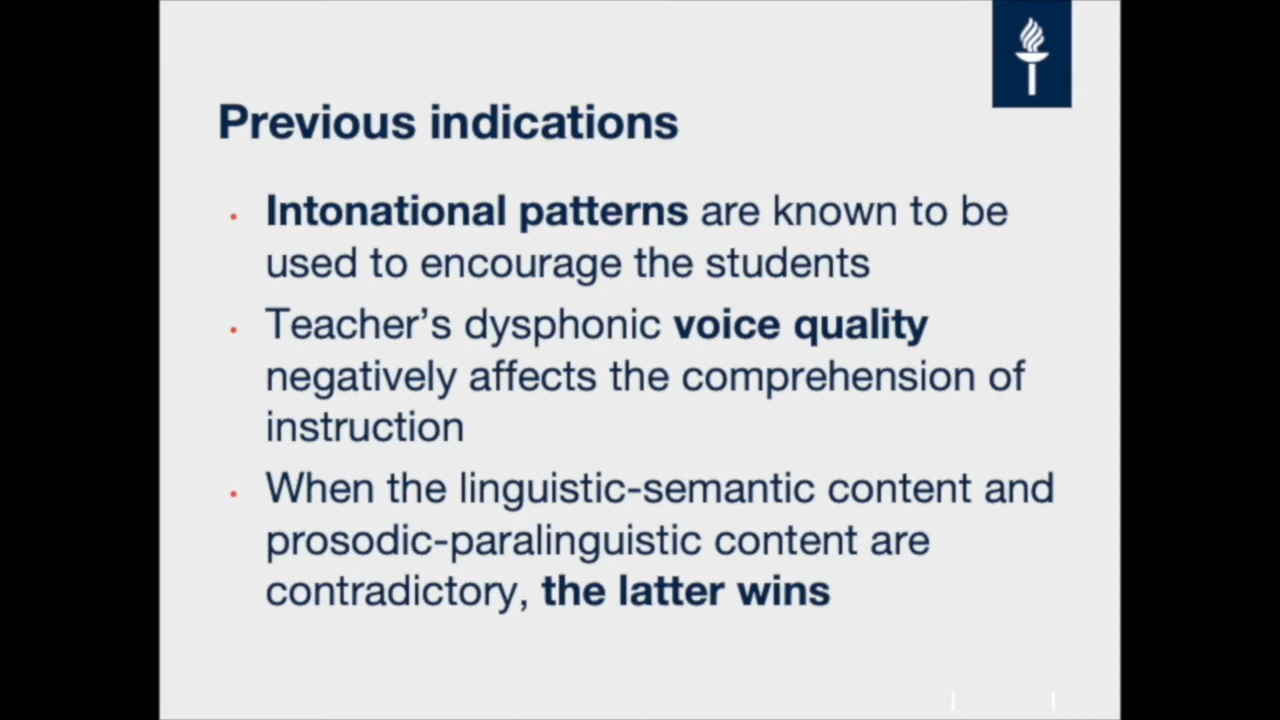 Previous indications
Intonational patterns are known to be
used to encourage the students
Teacher's dysphonic voice quality
negatively affects the comprehension of
instruction
When the linguistic-semantic content and
prosodic-paralinguistic content are
contradictory, the latter wins